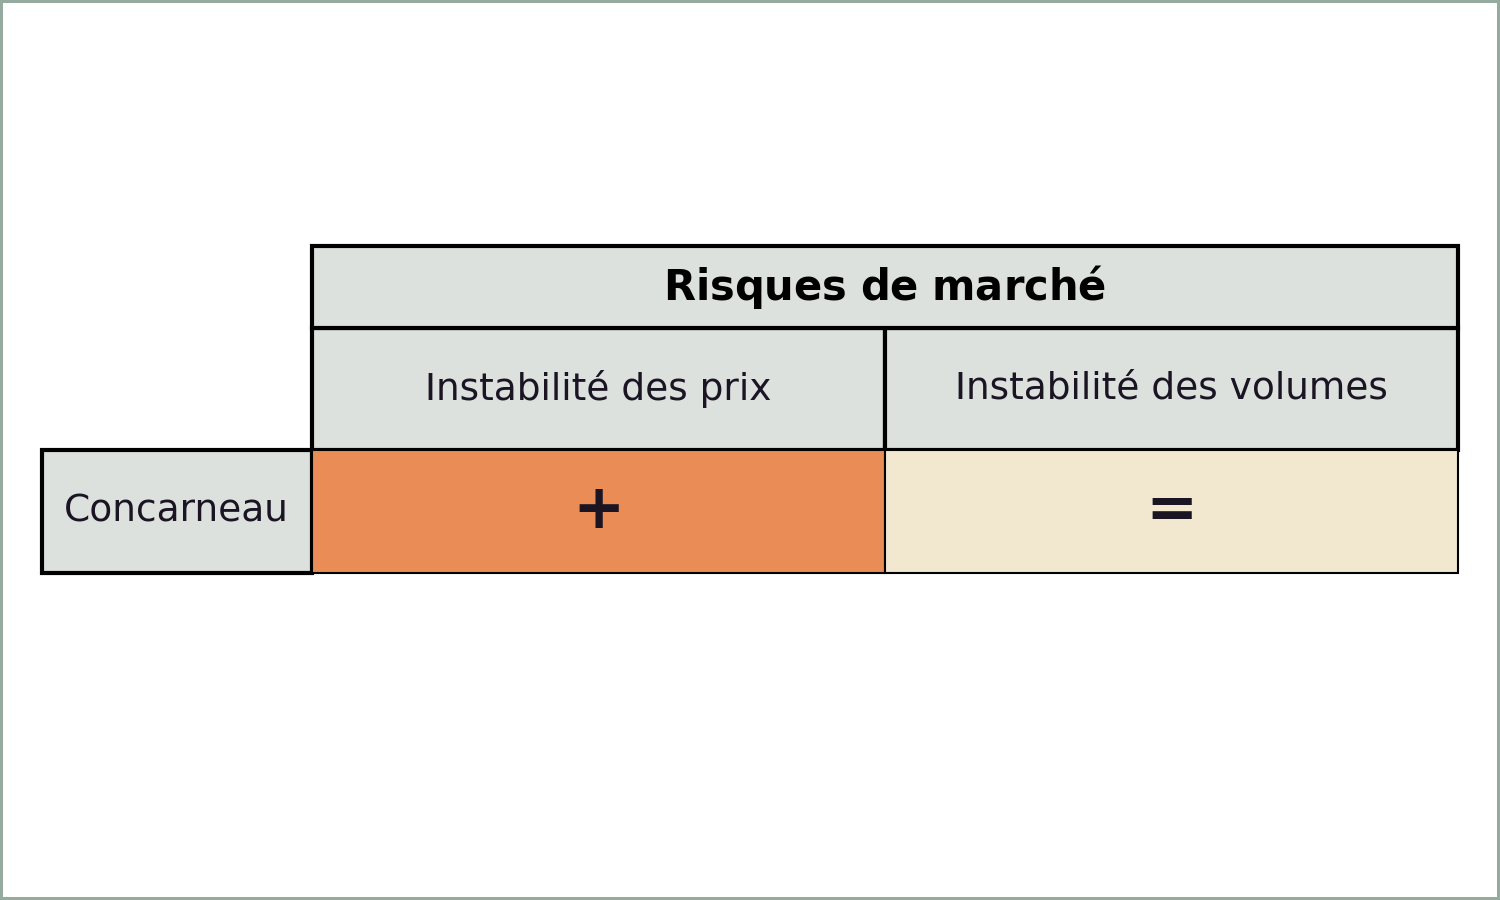 Risques de marché
Instabilité des prix
Instabilité des volumes
Concarneau
+
=